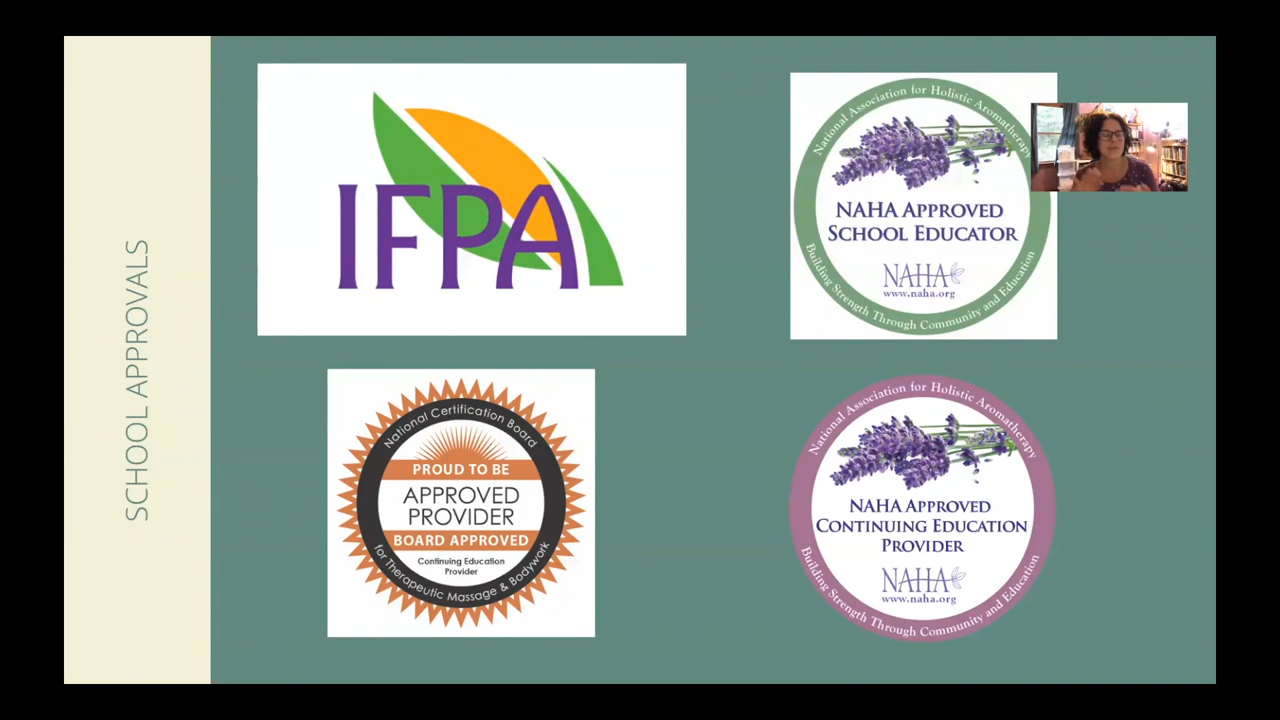 SCHOOL APPROVALS
IFPA
National Association for Holistic Aromatherapy
NAHA APPROVED
SCHOOL EDUCATOR
NAHA
www.naha.org
Building Strength Through Community and Education
National Certification Board
PROUD TO BE
APPROVED
PROVIDER
BOARD APPROVED
Continuing Education
Provider
for Therapeutic Massage & Bodywork
National Association for Holistic Aromatherapy
NAHA APPROVED
CONTINUING EDUCATION
PROVIDER
NAHA
www.naha.org
Building Strength Through Community and Education